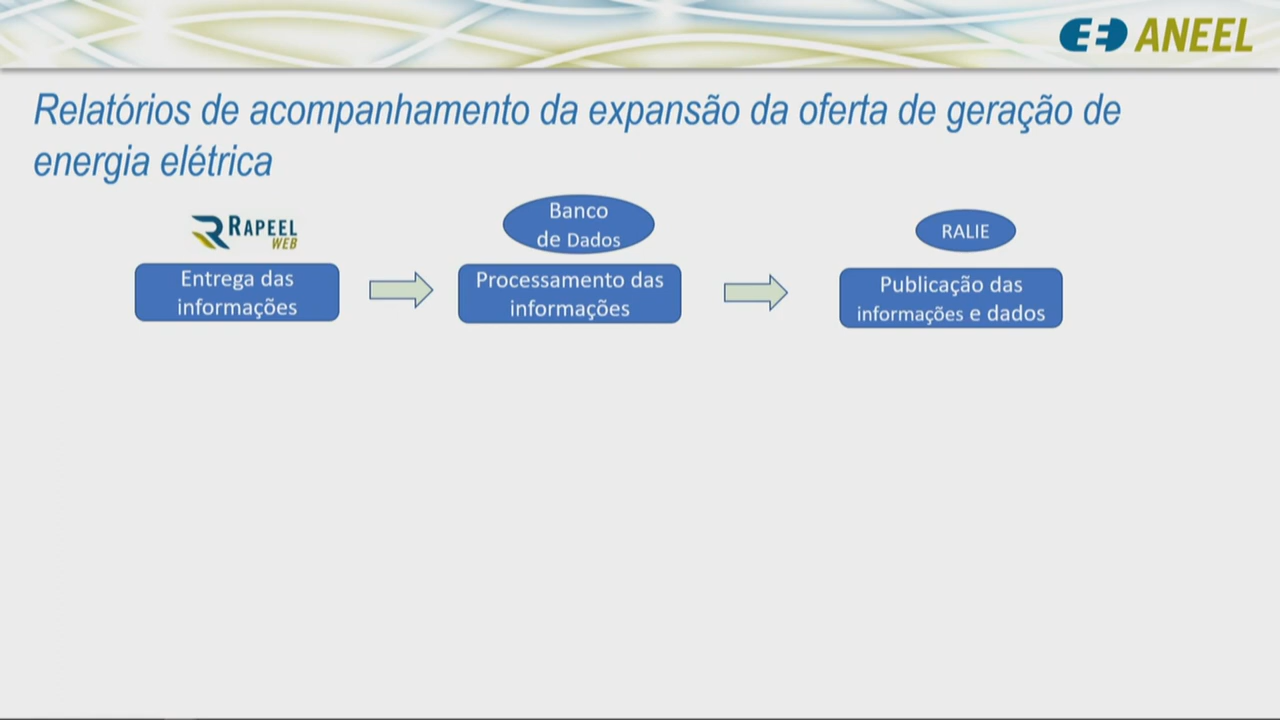 ANEEL
Relatórios de acompanhamento da expansão da oferta de geração de
energia elétrica
RAPEEL
WEB
Entrega das
informações
Banco
de Dados
Processamento das
informações
RALIE
Publicação das
informações e dados